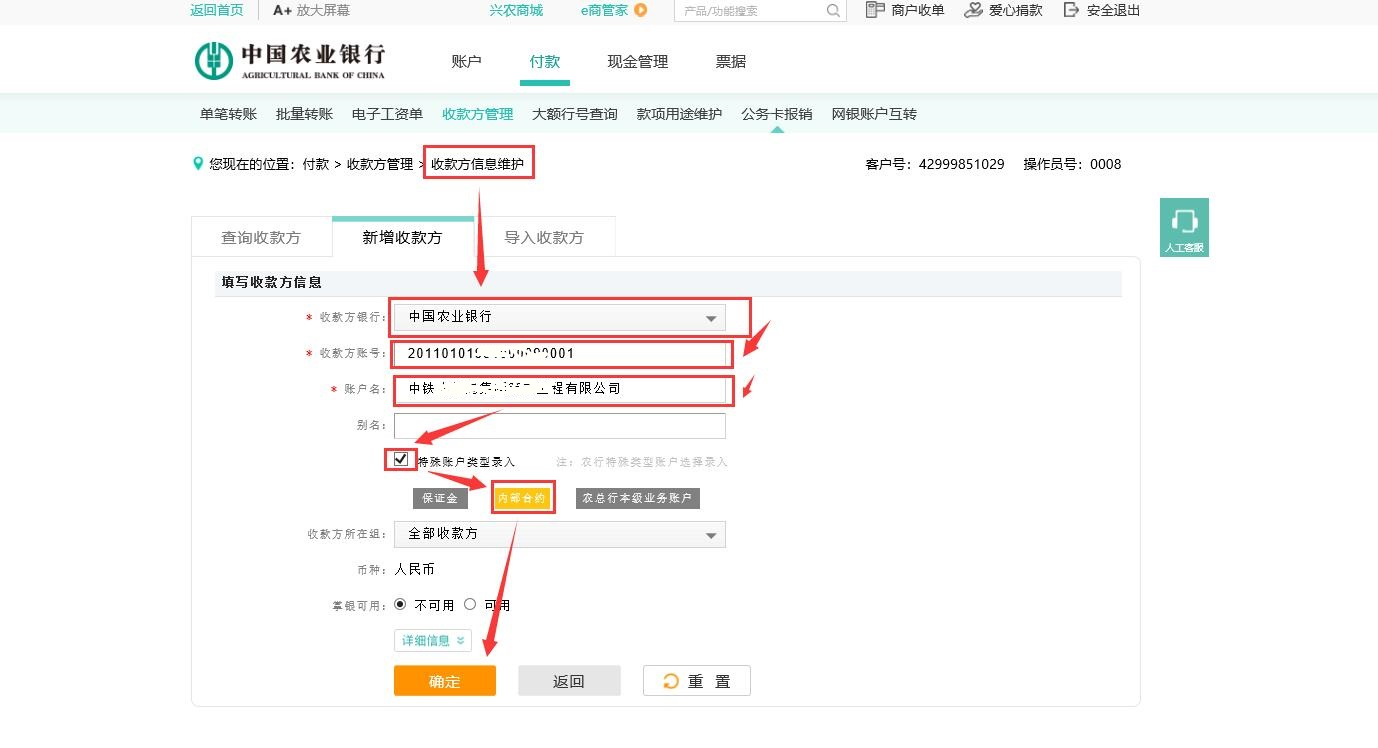 返回首页 A+ 放大屏幕 兴农商城 e商管家 产品/功能搜索 商户收单 爱心捐款 安全退出
中国农业银行 账户 付款 现金管理 票据
AGRICULTURAL BANK OF CHINA
单笔转账 批量转账 电子工资单 收款方管理 大额行号查询 款项用途维护 公务卡报销 网银账户互转
您现在的位置：付款 > 收款方管理 > 收款方信息维护 客户号：42999851029 操作员号：0008
人工客服
查询收款方 新增收款方 导入收款方
填写收款方信息
* 收款方银行： 中国农业银行
* 收款方账号： 2011010
* 账户名： 中铁 程有限公司
别名：
特殊账户类型录入 注：农行特殊类型账户选择录入
保证金 内部合约 农总行本级业务账户
收款方所在组： 全部收款方
币种： 人民币
掌银可用： 不可用 可用
详细信息
确定 返回 重 置